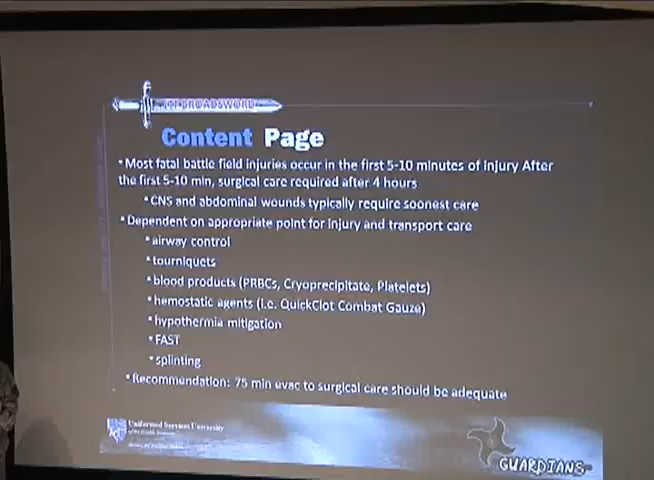 BROADSWORD
Content Page
•Most fatal battle field injuries occur in the first 5-10 minutes of injury After
the first 5-10 min, surgical care required after 4 hours
•CNS and abdominal wounds typically require soonest care
•Dependent on appropriate point for injury and transport care
•airway control
•tourniquets
•blood products (PRBCs, Cryoprecipitate, Platelets)
•hemostatic agents (i.e. QuickClot Combat Gauze)
•hypothermia mitigation
•FAST
•splinting
•Recommendation: 75 min evac to surgical care should be adequate
Uniformed Services University
GUARDIANS